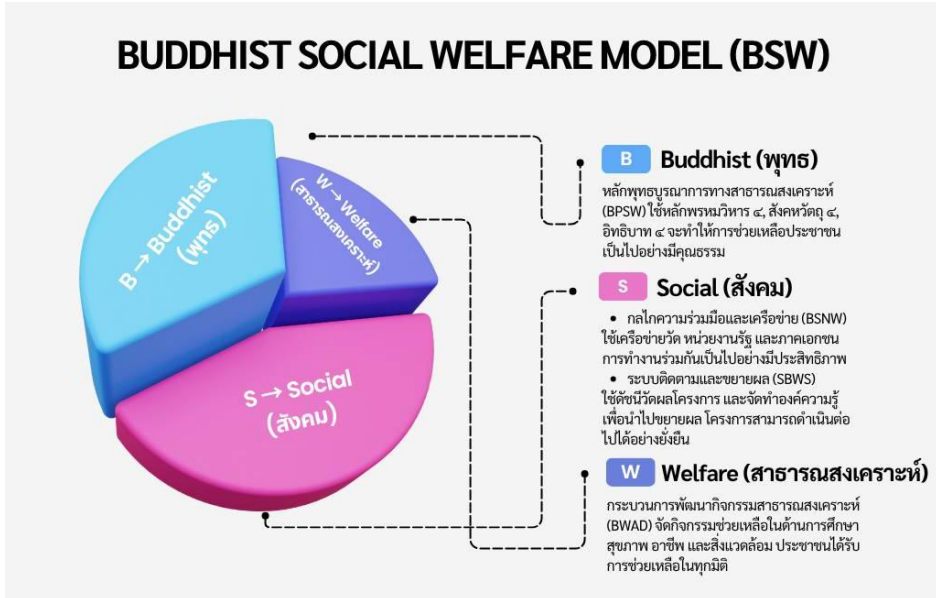 BUDDHIST SOCIAL WELFARE MODEL (BSW)
B → Buddhist
(พุทธ)
W → Welfare
(สาธารณสงเคราะห์)
S → Social
(สังคม)
B Buddhist (พุทธ)
หลักพุทธบูรณาการทางสาธารณสงเคราะห์
(BPSW) ใช้หลักพรหมวิหาร ๔, สังคหวัตถุ ๔,
อิทธิบาท ๔ จะทำให้การช่วยเหลือประชาชน
เป็นไปอย่างมีคุณธรรม
S Social (สังคม)
• กลไกความร่วมมือและเครือข่าย (BSNW)
ใช้เครือข่ายวัด หน่วยงานรัฐ และภาคเอกชน
การทำงานร่วมกันเป็นไปอย่างมีประสิทธิภาพ
• ระบบติดตามและขยายผล (SBWS)
ใช้ดัชนีวัดผลโครงการ และจัดทำองค์ความรู้
เพื่อนำไปขยายผล โครงการสามารถดำเนินต่อ
ไปได้อย่างยั่งยืน
W Welfare (สาธารณสงเคราะห์)
กระบวนการพัฒนากิจกรรมสาธารณสงเคราะห์
(BWAD) จัดกิจกรรมช่วยเหลือในด้านการศึกษา
สุขภาพ อาชีพ และสิ่งแวดล้อม ประชาชนได้รับ
การช่วยเหลือในทุกมิติ